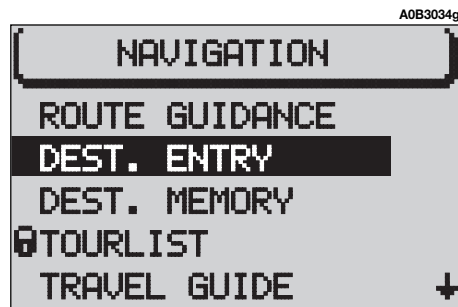 A0B3034g
NAVIGATION
ROUTE GUIDANCE
DEST. ENTRY
DEST. MEMORY
TOURLIST
TRAVEL GUIDE